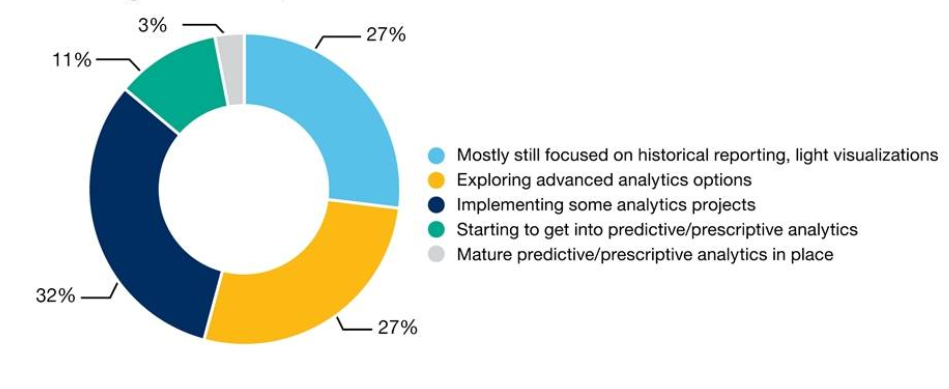 3%
27%
11%
Mostly still focused on historical reporting, light visualizations
Exploring advanced analytics options
Implementing some analytics projects
Starting to get into predictive/prescriptive analytics
Mature predictive/prescriptive analytics in place
32%
27%